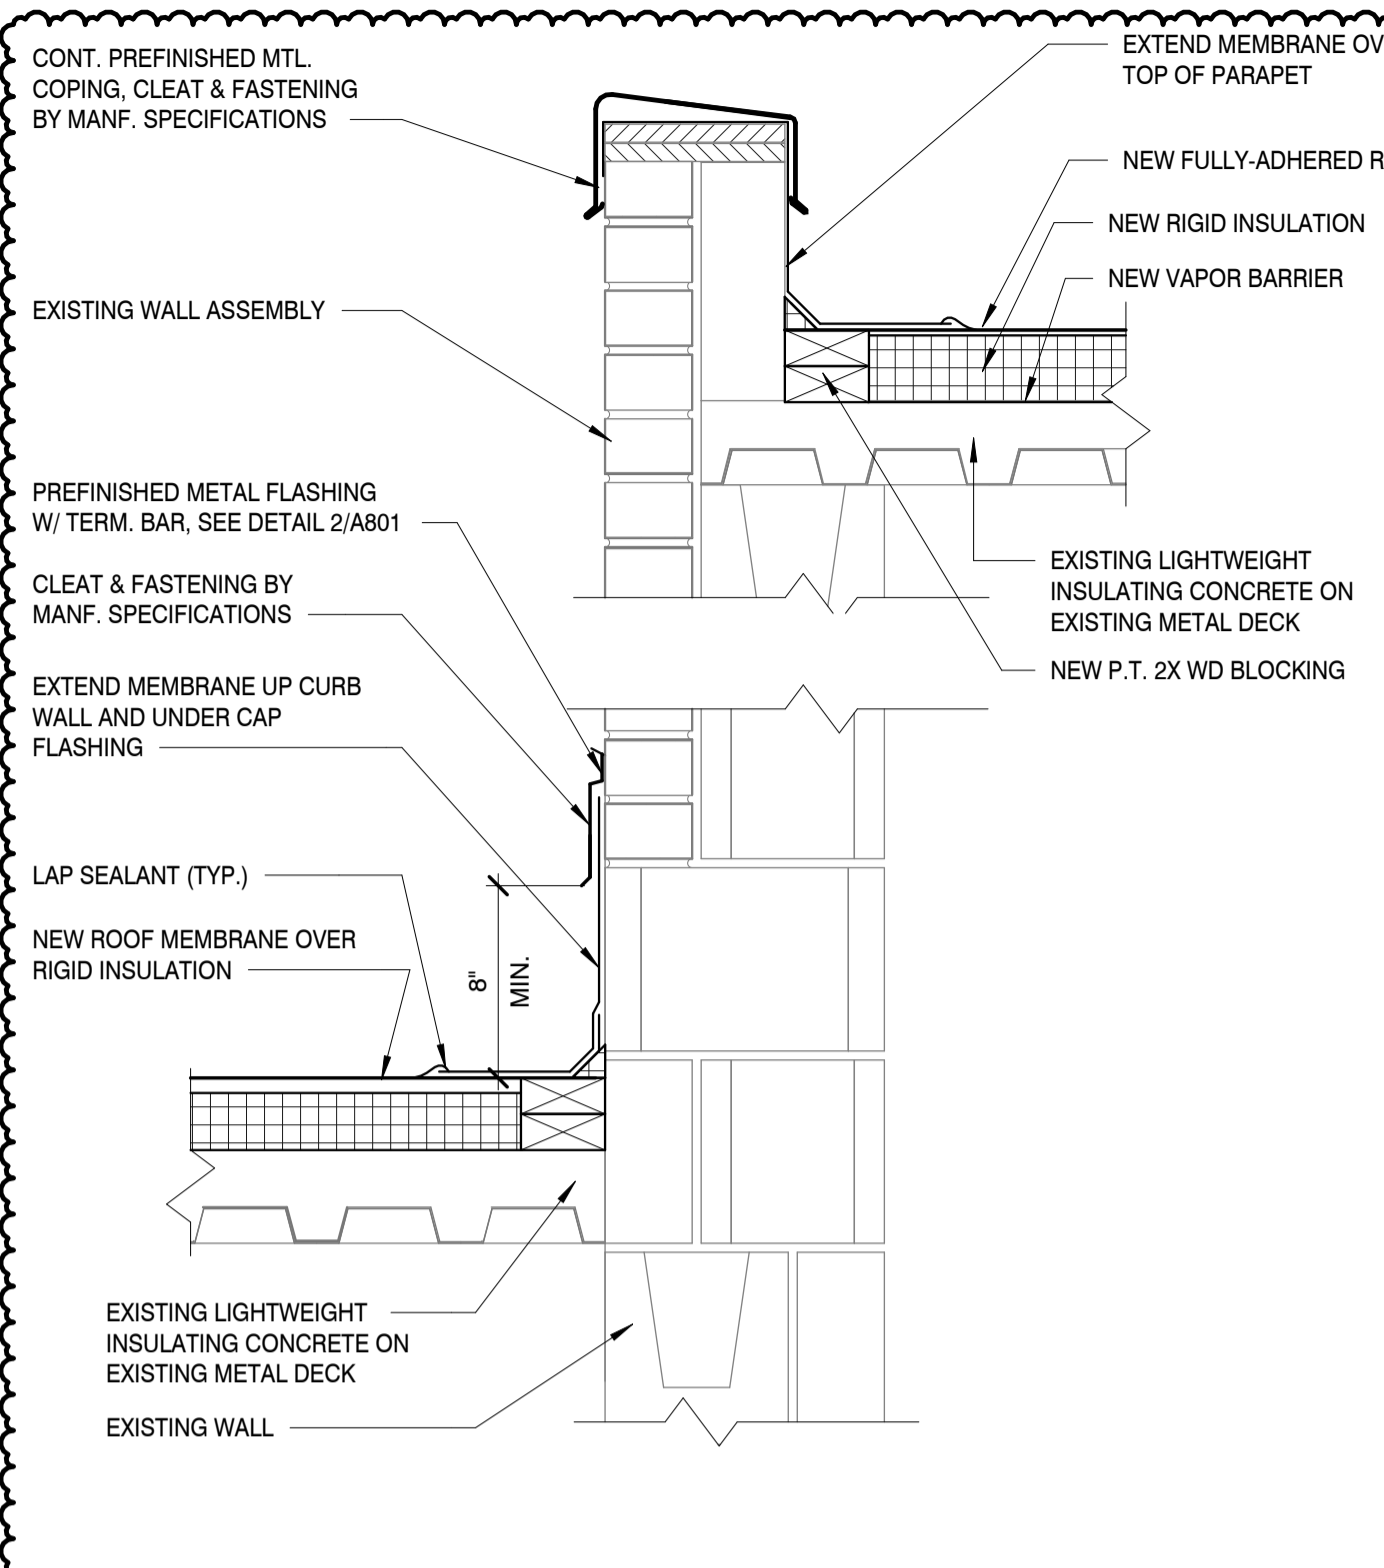 CONT. PREFINISHED MTL.
COPING, CLEAT & FASTENING
BY MANF. SPECIFICATIONS
EXISTING WALL ASSEMBLY
PREFINISHED METAL FLASHING
W/ TERM. BAR, SEE DETAIL 2/A801
CLEAT & FASTENING BY
MANF. SPECIFICATIONS
EXTEND MEMBRANE UP CURB
WALL AND UNDER CAP
FLASHING
LAP SEALANT (TYP.)
NEW ROOF MEMBRANE OVER
RIGID INSULATION
8"
MIN.
EXISTING LIGHTWEIGHT
INSULATING CONCRETE ON
EXISTING METAL DECK
EXISTING WALL
EXTEND MEMBRANE OV
TOP OF PARAPET
NEW FULLY-ADHERED R
NEW RIGID INSULATION
NEW VAPOR BARRIER
EXISTING LIGHTWEIGHT
INSULATING CONCRETE ON
EXISTING METAL DECK
NEW P.T. 2X WD BLOCKING